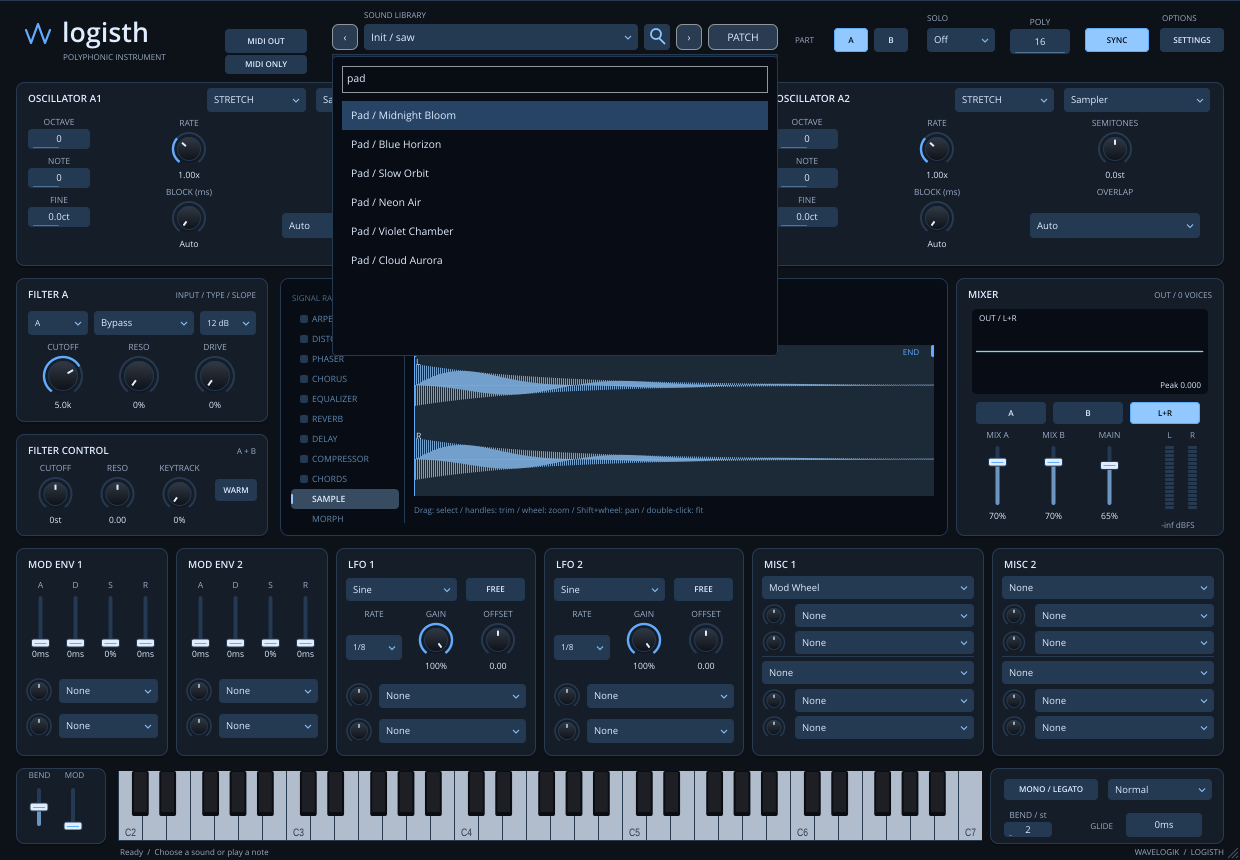 logisth
POLYPHONIC INSTRUMENT
MIDI OUT
MIDI ONLY
SOUND LIBRARY
‹
Init / saw
›
PATCH
PART
A
B
SOLO
Off
POLY
16
SYNC
OPTIONS
SETTINGS
pad
Pad / Midnight Bloom
Pad / Blue Horizon
Pad / Slow Orbit
Pad / Neon Air
Pad / Violet Chamber
Pad / Cloud Aurora
OSCILLATOR A1
STRETCH
Sa
OCTAVE
0
NOTE
0
FINE
0.0ct
RATE
1.00x
BLOCK (ms)
Auto
Auto
OSCILLATOR A2
STRETCH
Sampler
OCTAVE
0
NOTE
0
FINE
0.0ct
RATE
1.00x
BLOCK (ms)
Auto
SEMITONES
0.0st
OVERLAP
Auto
FILTER A
INPUT / TYPE / SLOPE
A
Bypass
12 dB
CUTOFF
RESO
DRIVE
5.0k
0%
0%
FILTER CONTROL
A + B
CUTOFF
RESO
KEYTRACK
WARM
0st
0.00
0%
SIGNAL RA
ARPE
DISTO
PHASER
CHORUS
EQUALIZER
REVERB
DELAY
COMPRESSOR
CHORDS
SAMPLE
MORPH
END
L
R
Drag: select / handles: trim / wheel: zoom / Shift+wheel: pan / double-click: fit
MIXER
OUT / 0 VOICES
OUT / L+R
Peak 0.000
A
B
L+R
MIX A
MIX B
MAIN
L
R
70%
70%
65%
-inf dBFS
MOD ENV 1
A
D
S
R
0ms
0ms
0%
0ms
None
None
MOD ENV 2
A
D
S
R
0ms
0ms
0%
0ms
None
None
LFO 1
Sine
FREE
RATE
GAIN
OFFSET
1/8
100%
0.00
None
None
LFO 2
Sine
FREE
RATE
GAIN
OFFSET
1/8
100%
0.00
None
None
MISC 1
Mod Wheel
None
None
None
None
None
MISC 2
None
None
None
None
None
None
BEND
MOD
C2
C3
C4
C5
C6
C7
MONO / LEGATO
Normal
BEND / st
2
GLIDE
0ms
Ready / Choose a sound or play a note
WAVELOGIK / LOGISTH